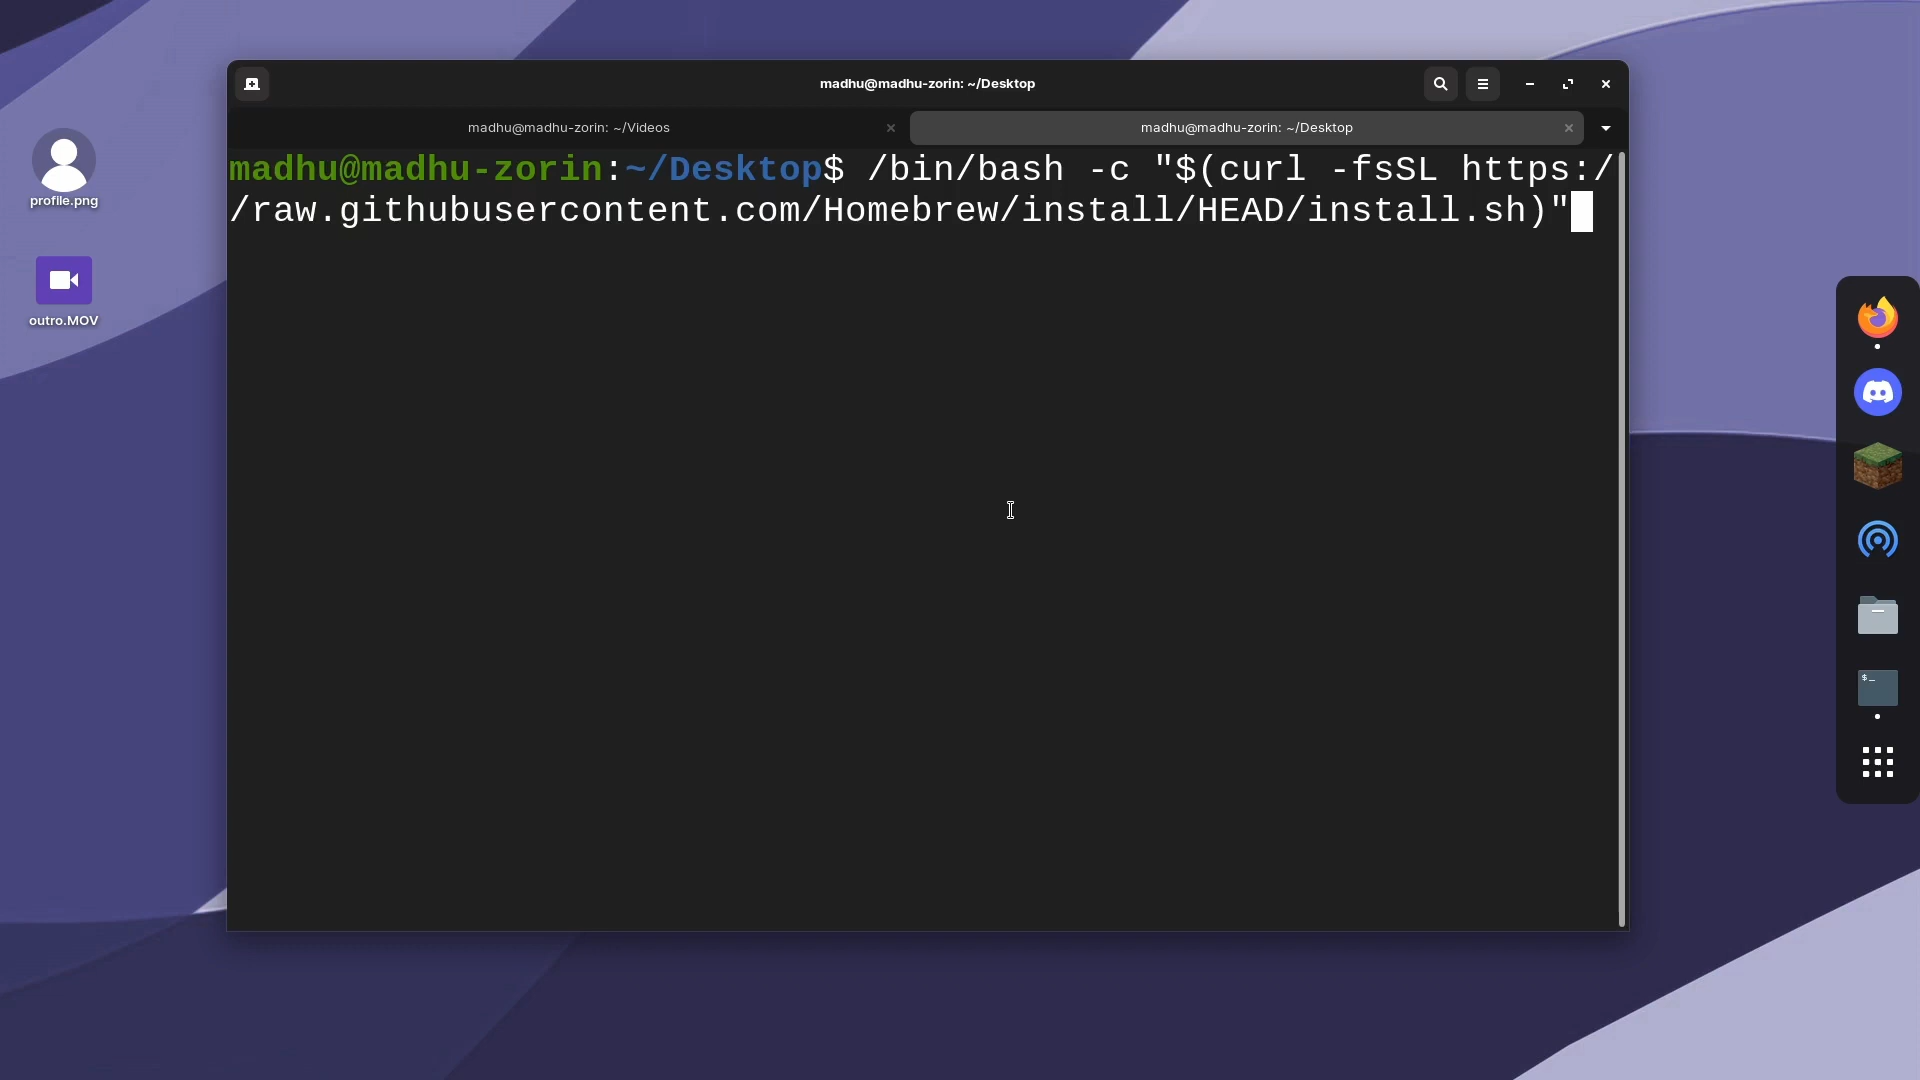 madhu@madhu-zorin: ~/Desktop
madhu@madhu-zorin: ~/Videos
madhu@madhu-zorin: ~/Desktop
madhu@madhu-zorin:~/Desktop$ /bin/bash -c "$(curl -fsSL https:/
/raw.githubusercontent.com/Homebrew/install/HEAD/install.sh)"
profile.png
outro.MOV
$_